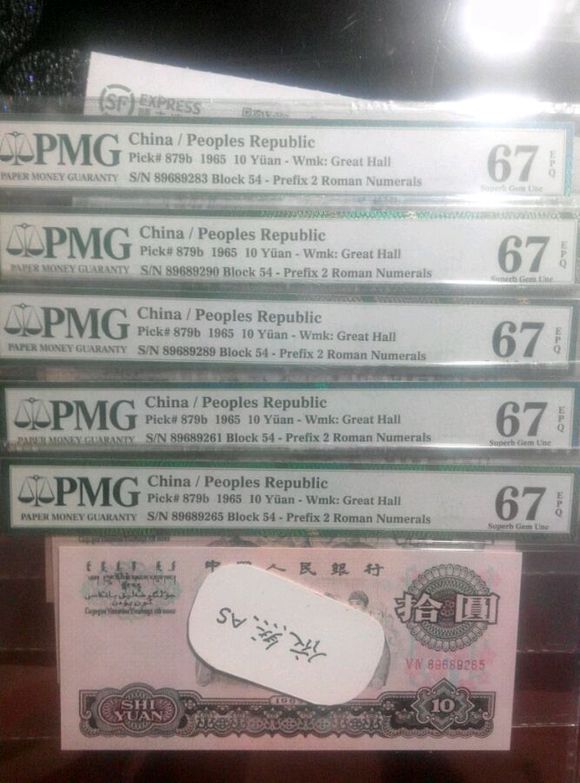 SF EXPRESS
PMG
PAPER MONEY GUARANTY
China / Peoples Republic
Pick# 879b 1965 10 Yüan - Wmk: Great Hall
S/N 89689283 Block 54 - Prefix 2 Roman Numerals
67 EPQ
Superb Gem Unc
PMG
PAPER MONEY GUARANTY
China / Peoples Republic
Pick# 879b 1965 10 Yüan - Wmk: Great Hall
S/N 89689290 Block 54 - Prefix 2 Roman Numerals
67 EPQ
Superb Gem Unc
PMG
PAPER MONEY GUARANTY
China / Peoples Republic
Pick# 879b 1965 10 Yüan - Wmk: Great Hall
S/N 89689289 Block 54 - Prefix 2 Roman Numerals
67 EPQ
PMG
PAPER MONEY GUARANTY
China / Peoples Republic
Pick# 879b 1965 10 Yüan - Wmk: Great Hall
S/N 89689261 Block 54 - Prefix 2 Roman Numerals
67 EPQ
Superb Gem Unc
PMG
PAPER MONEY GUARANTY
China / Peoples Republic
Pick# 879b 1965 10 Yüan - Wmk: Great Hall
S/N 89689265 Block 54 - Prefix 2 Roman Numerals
67 EPQ
Superb Gem Unc
中国人民银行
拾圆
AS
VIV 89689265
SHI
YUAN
10